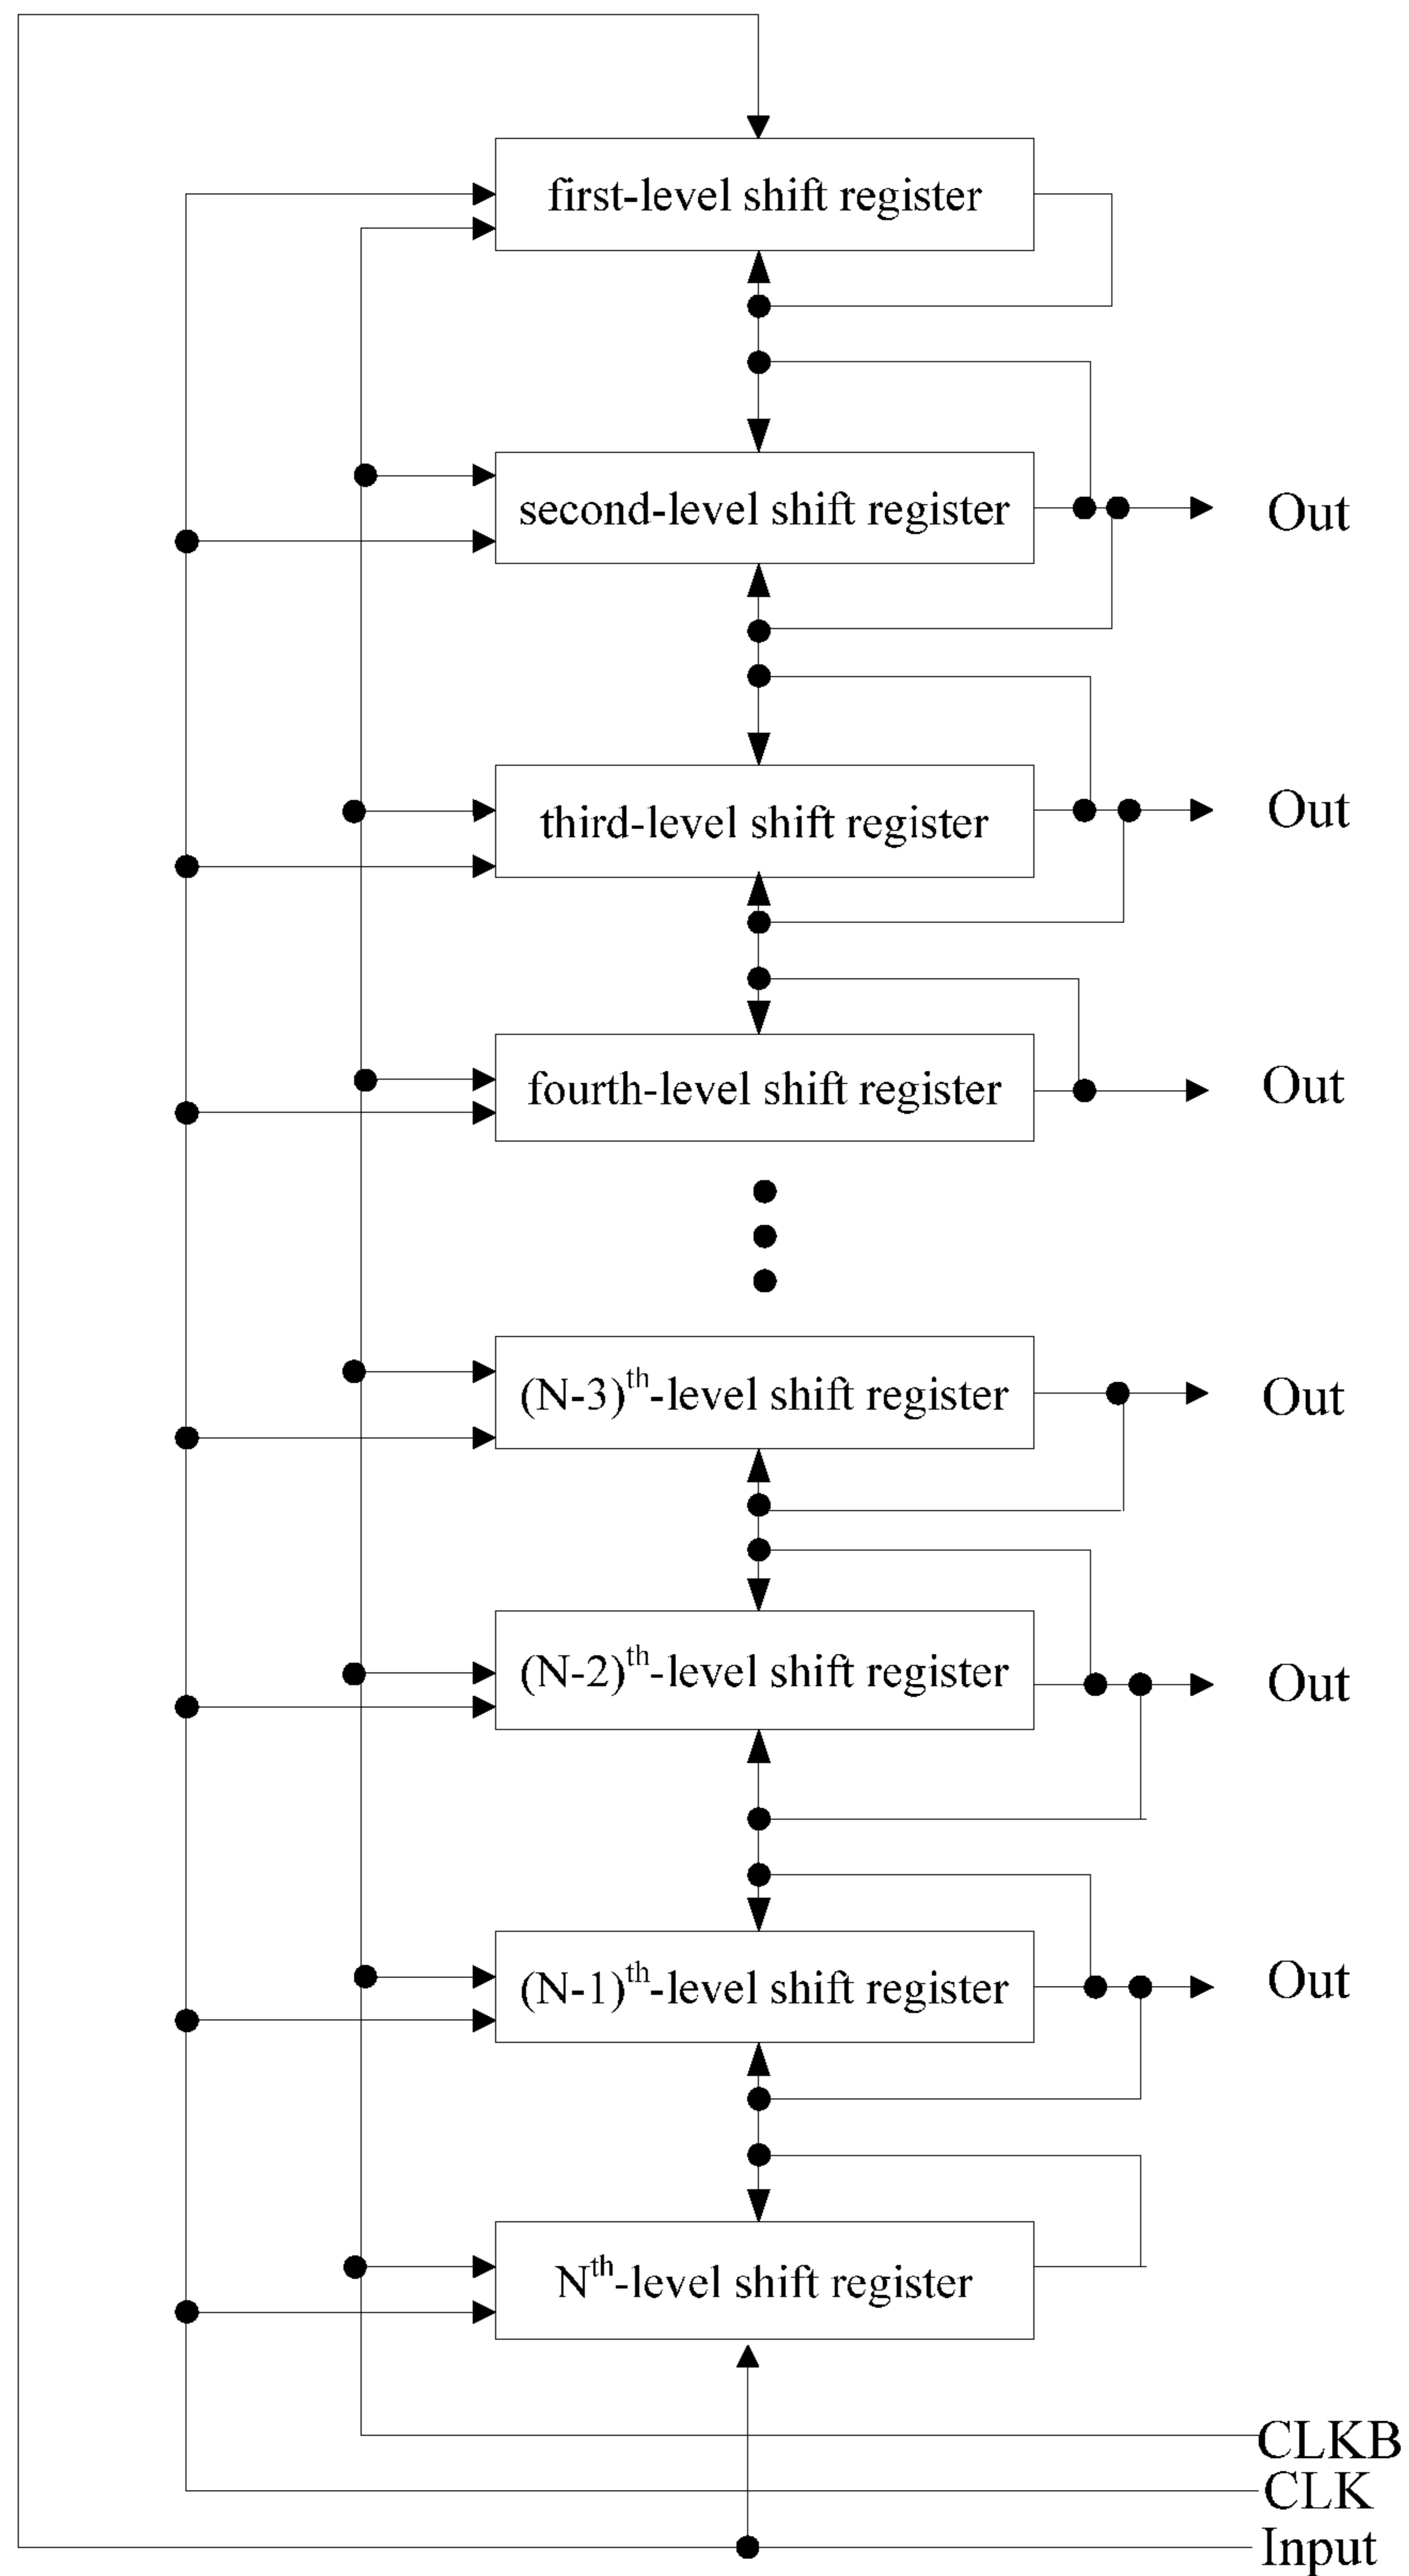 first-level shift register
second-level shift register
Out
third-level shift register
Out
fourth-level shift register
Out
(N-3)th-level shift register
Out
(N-2)th-level shift register
Out
(N-1)th-level shift register
Out
Nth-level shift register
CLKB
CLK
Input